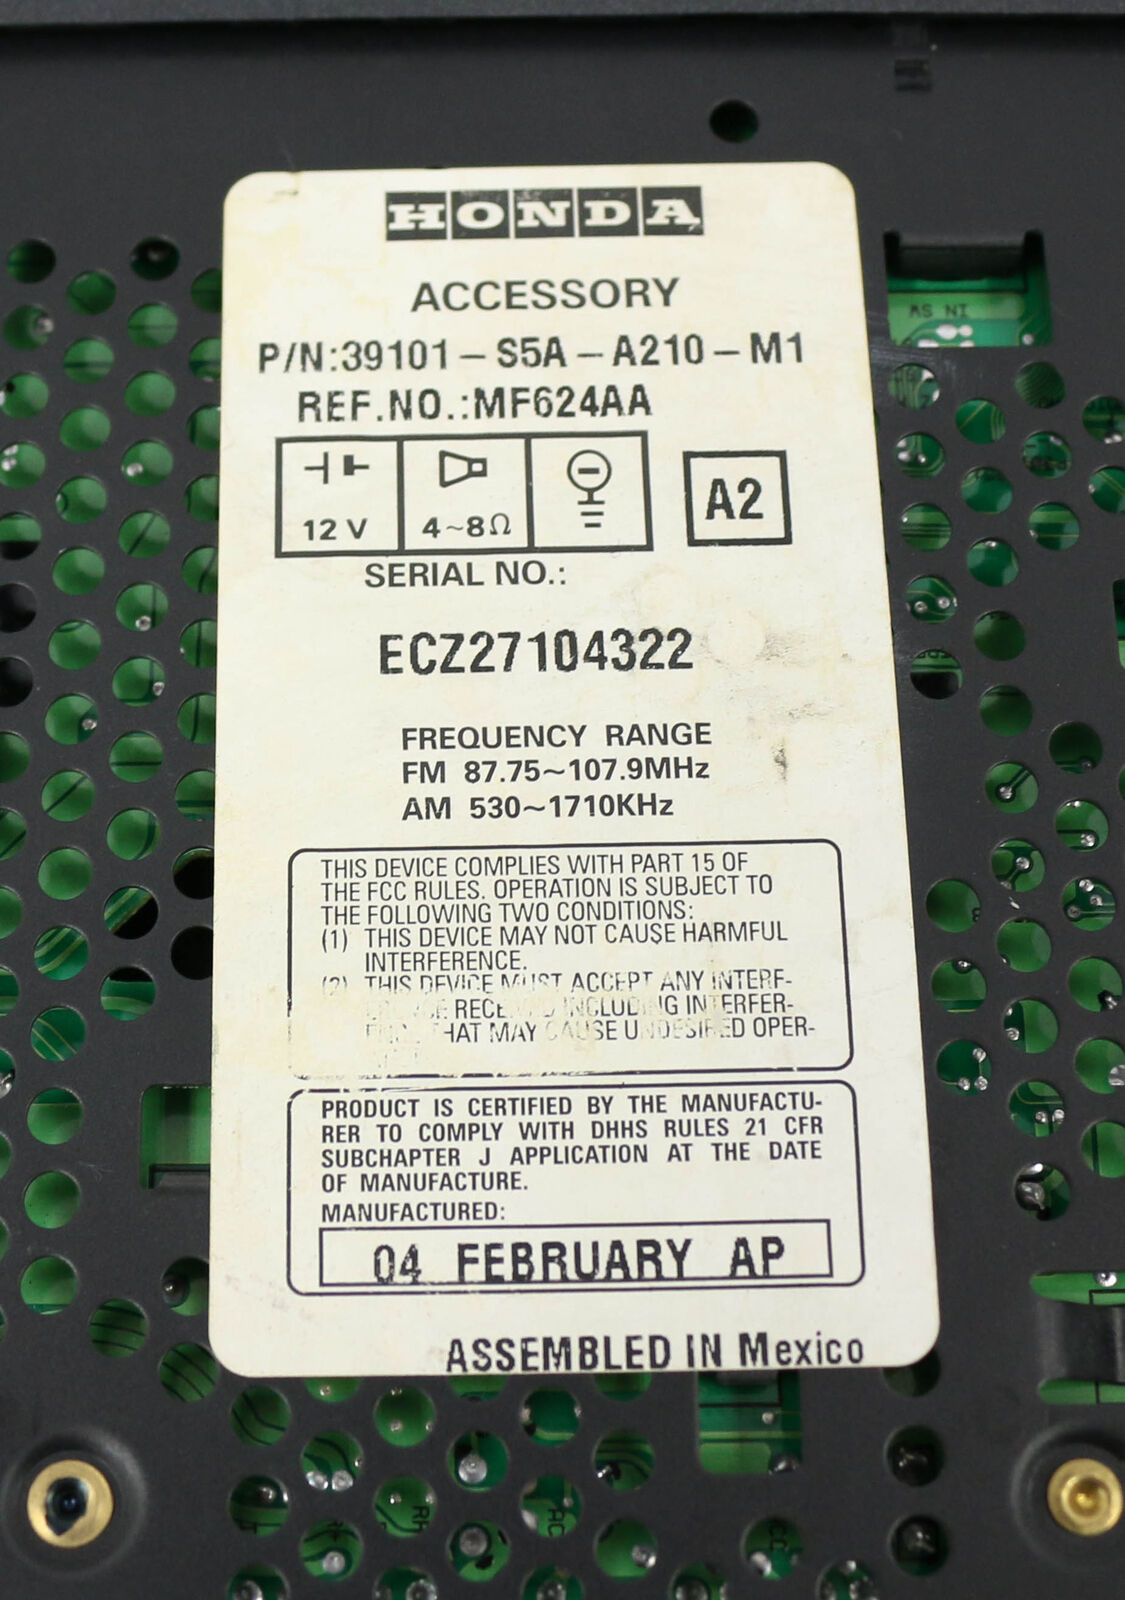 HONDA
ACCESSORY
P/N:39101-S5A-A210-M1
REF.NO.:MF624AA
12 V
4~8Ω
A2
SERIAL NO.:
ECZ27104322
FREQUENCY RANGE
FM 87.75~107.9MHz
AM 530~1710KHz
THIS DEVICE COMPLIES WITH PART 15 OF
THE FCC RULES. OPERATION IS SUBJECT TO
THE FOLLOWING TWO CONDITIONS:
(1) THIS DEVICE MAY NOT CAUSE HARMFUL
INTERFERENCE.
(2) THIS DEVICE MUST ACCEPT ANY INTERF-
INCLUDING INTERFER-
THAT MAY CAUSE UNDESIRED OPER-
PRODUCT IS CERTIFIED BY THE MANUFACTU-
RER TO COMPLY WITH DHHS RULES 21 CFR
SUBCHAPTER J APPLICATION AT THE DATE
OF MANUFACTURE.
MANUFACTURED:
04 FEBRUARY AP
ASSEMBLED IN Mexico